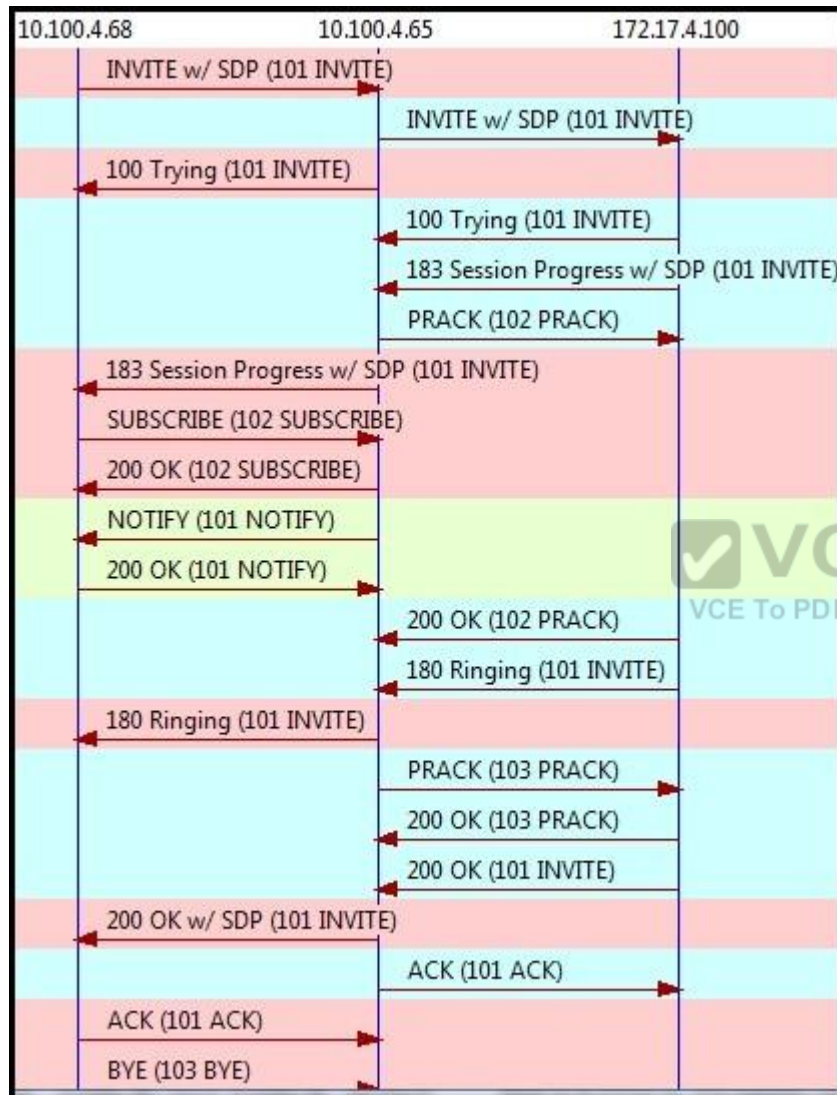 10.100.4.68 10.100.4.65 172.17.4.100
INVITE w/ SDP (101 INVITE)
INVITE w/ SDP (101 INVITE)
100 Trying (101 INVITE)
100 Trying (101 INVITE)
183 Session Progress w/ SDP (101 INVITE)
PRACK (102 PRACK)
183 Session Progress w/ SDP (101 INVITE)
SUBSCRIBE (102 SUBSCRIBE)
200 OK (102 SUBSCRIBE)
NOTIFY (101 NOTIFY)
200 OK (101 NOTIFY)
VC
VCE To PD
200 OK (102 PRACK)
180 Ringing (101 INVITE)
180 Ringing (101 INVITE)
PRACK (103 PRACK)
200 OK (103 PRACK)
200 OK (101 INVITE)
200 OK w/ SDP (101 INVITE)
ACK (101 ACK)
ACK (101 ACK)
BYE (103 BYE)